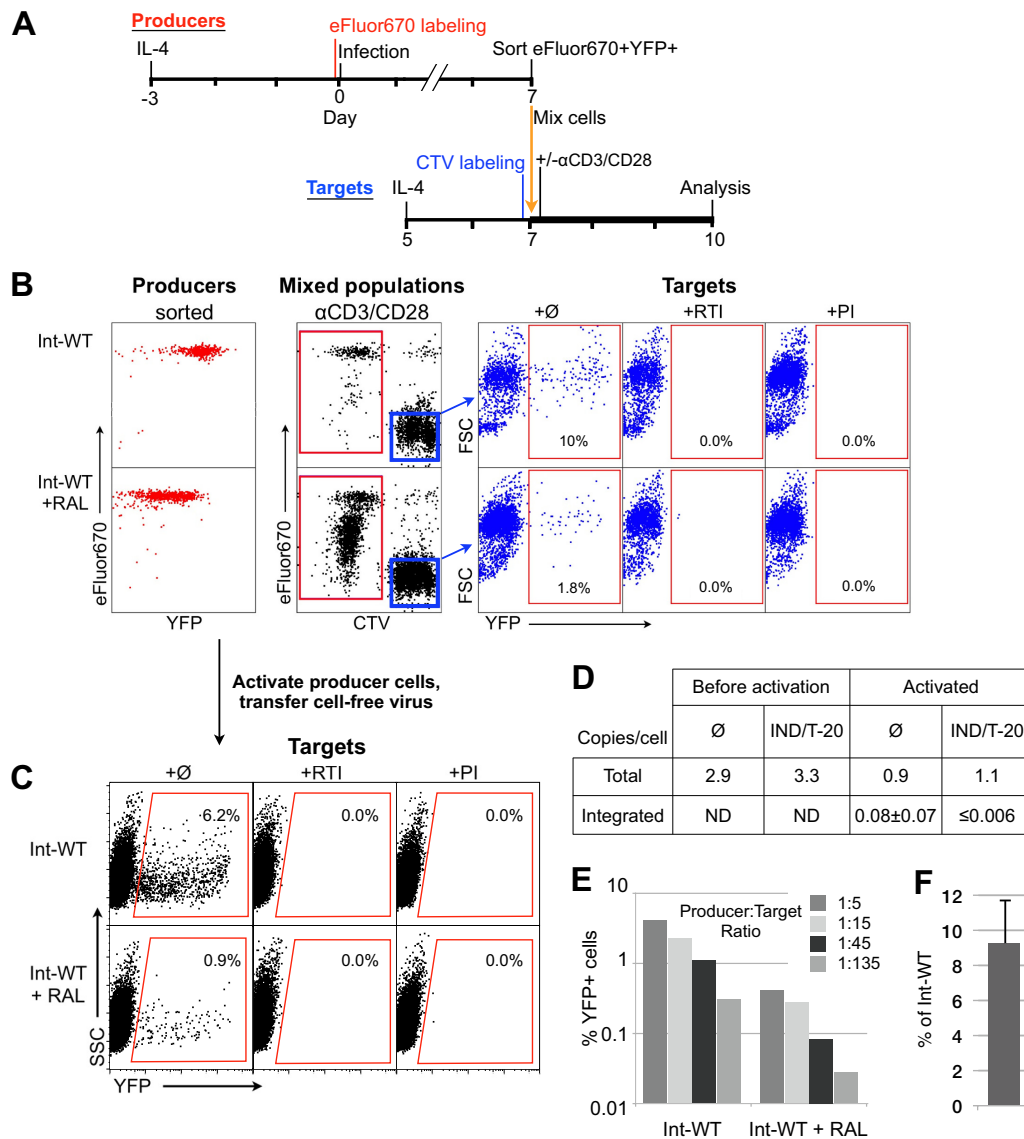 A
Producers
eFluor670 labeling
IL-4
Infection
Sort eFluor670+YFP+
-3
0
7
Day
Mix cells
CTV labeling
+/-αCD3/CD28
Targets
IL-4
Analysis
5
7
10
B
Producers
sorted
Mixed populations
αCD3/CD28
Targets
+Ø
+RTI
+PI
Int-WT
10%
0.0%
0.0%
Int-WT
+RAL
1.8%
0.0%
0.0%
eFluor670
eFluor670
FSC
FSC
YFP
CTV
YFP
Activate producer cells,
transfer cell-free virus
C
Targets
+Ø
+RTI
+PI
Int-WT
6.2%
0.0%
0.0%
Int-WT
+ RAL
0.9%
0.0%
0.0%
SSC
YFP
D
Before activation
Activated
Copies/cell
Ø
IND/T-20
Ø
IND/T-20
Total
2.9
3.3
0.9
1.1
Integrated
ND
ND
0.08±0.07
≤0.006
E
% YFP+ cells
10
1
0.1
0.01
Producer:Target
Ratio
1:5
1:15
1:45
1:135
Int-WT
Int-WT + RAL
F
% of Int-WT
12
10
8
6
4
2
0